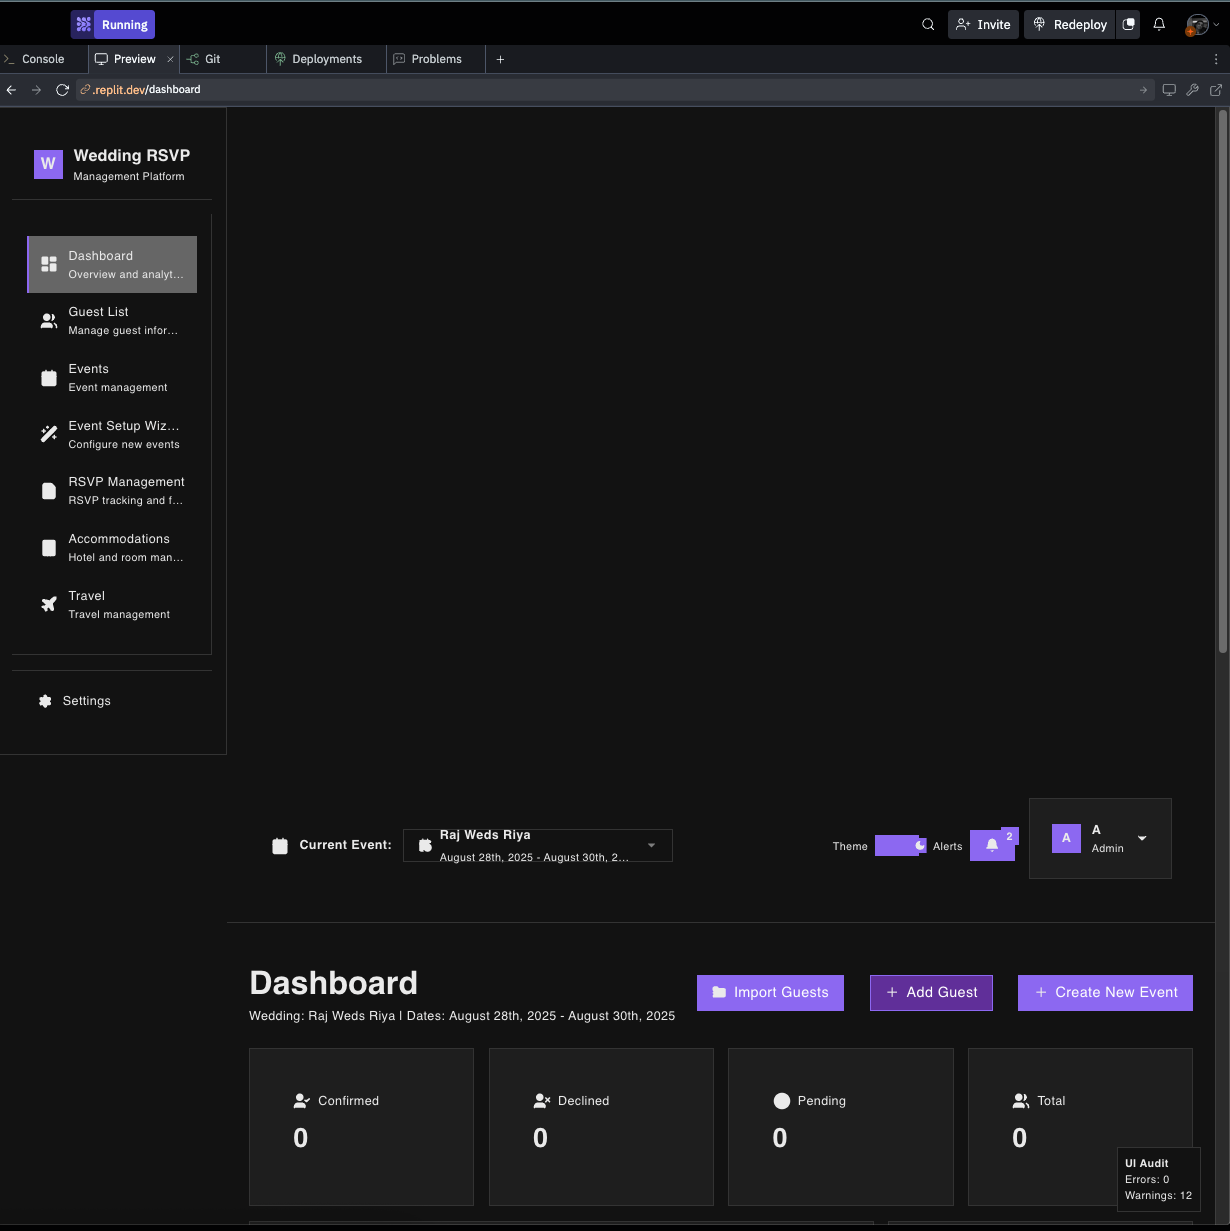 Running
Invite
Redeploy
Console
Preview
Git
Deployments
Problems
.replit.dev/dashboard
W
Wedding RSVP
Management Platform
Dashboard
Overview and analyt...
Guest List
Manage guest infor...
Events
Event management
Event Setup Wiz...
Configure new events
RSVP Management
RSVP tracking and f...
Accommodations
Hotel and room man...
Travel
Travel management
Settings
Current Event:
Raj Weds Riya
August 28th, 2025 - August 30th, 2...
Theme
Alerts
2
A
A
Admin
Dashboard
Wedding: Raj Weds Riya | Dates: August 28th, 2025 - August 30th, 2025
Import Guests
+ Add Guest
+ Create New Event
Confirmed
0
Declined
0
Pending
0
Total
0
UI Audit
Errors: 0
Warnings: 12